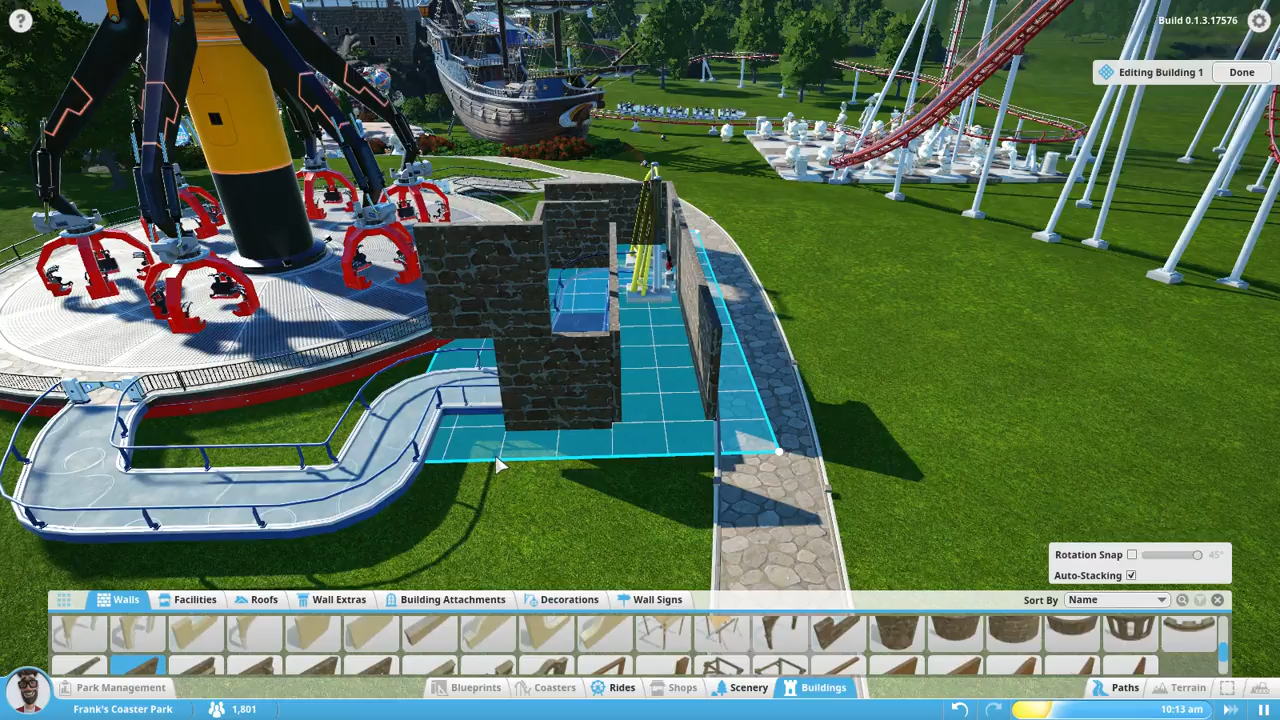 ?
Build 0.1.3.17576
Editing Building 1 Done
Rotation Snap 45°
Auto-Stacking
Walls Facilities Roofs Wall Extras Building Attachments Decorations Wall Signs Sort By Name
Park Management Blueprints Coasters Rides Shops Scenery Buildings Paths Terrain
Frank's Coaster Park 1,801 10:13 am